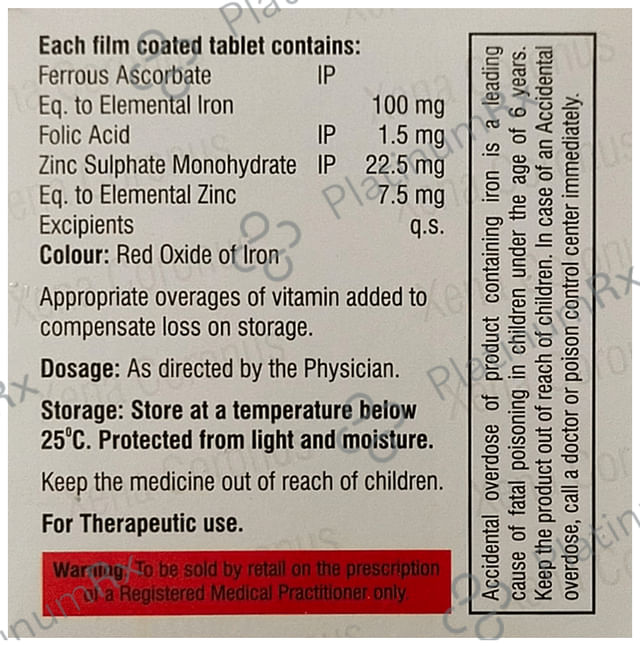 Each film coated tablet contains:
Ferrous Ascorbate IP
Eq. to Elemental Iron 100 mg
Folic Acid IP 1.5 mg
Zinc Sulphate Monohydrate IP 22.5 mg
Eq. to Elemental Zinc 7.5 mg
Excipients q.s.
Colour: Red Oxide of Iron
Appropriate overages of vitamin added to
compensate loss on storage.
Dosage: As directed by the Physician.
Storage: Store at a temperature below
25°C. Protected from light and moisture.
Keep the medicine out of reach of children.
For Therapeutic use.
Warning: To be sold by retail on the prescription
of a Registered Medical Practitioner only
Accidental overdose of product containing iron is a leading
cause of fatal poisoning in children under the age of 6 years.
Keep the product out of reach of children. In case of an Accidental
overdose, call a doctor or poison control center immediately.
PlatinumRx
PlatinumRx